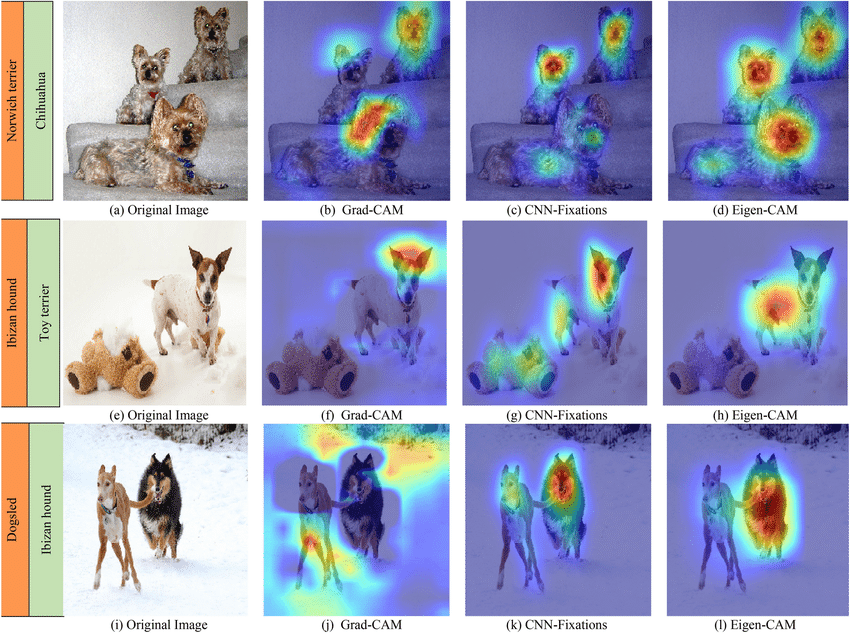 Norwich terrier
Chihuahua
(a) Original Image
(b) Grad-CAM
(c) CNN-Fixations
(d) Eigen-CAM
Ibizan hound
Toy terrier
(e) Original Image
(f) Grad-CAM
(g) CNN-Fixations
(h) Eigen-CAM
Dogsled
Ibizan hound
(i) Original Image
(j) Grad-CAM
(k) CNN-Fixations
(l) Eigen-CAM